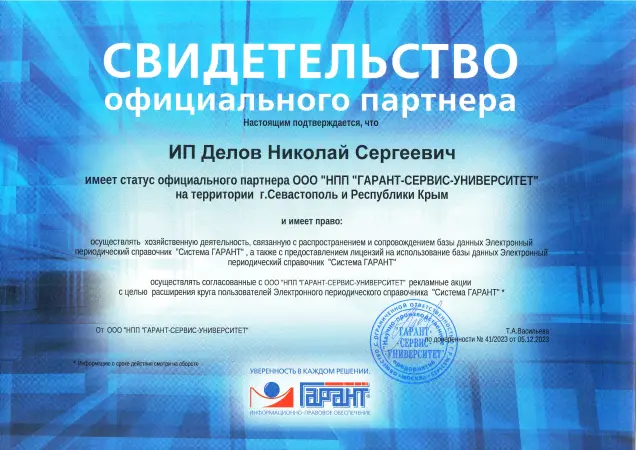 СВИДЕТЕЛЬСТВО
официального партнера
Настоящим подтверждается, что
ИП Делов Николай Сергеевич
имеет статус официального партнера ООО "НПП "ГАРАНТ-СЕРВИС-УНИВЕРСИТЕТ"
на территории г.Севастополь и Республики Крым
и имеет право:
осуществлять хозяйственную деятельность, связанную с распространением и сопровождением базы данных Электронный
периодический справочник "Система ГАРАНТ" , а также с предоставлением лицензий на использование базы данных Электронный
периодический справочник "Система ГАРАНТ"
осуществлять согласованные с ООО "НПП "ГАРАНТ-СЕРВИС-УНИВЕРСИТЕТ" рекламные акции
с целью расширения круга пользователей Электронного периодического справочника "Система ГАРАНТ" *
От ООО "НПП "ГАРАНТ-СЕРВИС-УНИВЕРСИТЕТ"
Т.А.Васильева
по доверенности № 41/2023 от 05.12.2023
"ГАРАНТ
-СЕРВИС-
УНИВЕРСИТЕТ"
* Информацию о сроке действия смотри на обороте
УВЕРЕННОСТЬ В КАЖДОМ РЕШЕНИИ.
ГАРАНТ
ИНФОРМАЦИОННО-ПРАВОВОЕ ОБЕСПЕЧЕНИЕ